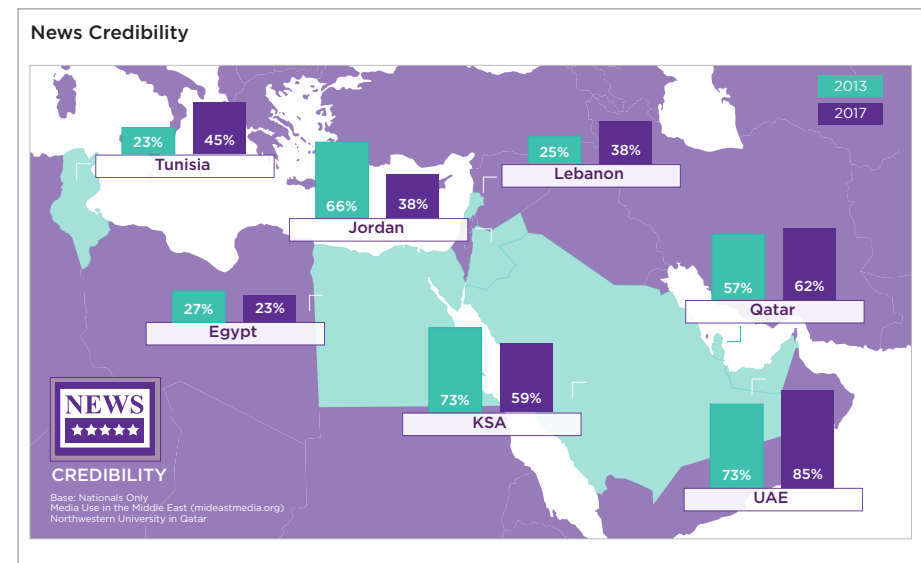 News Credibility
2013
2017
23% 45%
Tunisia
25% 38%
Lebanon
66% 38%
Jordan
57% 62%
Qatar
27% 23%
Egypt
73% 59%
KSA
73% 85%
UAE
NEWS
CREDIBILITY
Base: Nationals Only
Media Use in the Middle East (mideastmedia.org)
Northwestern University in Qatar